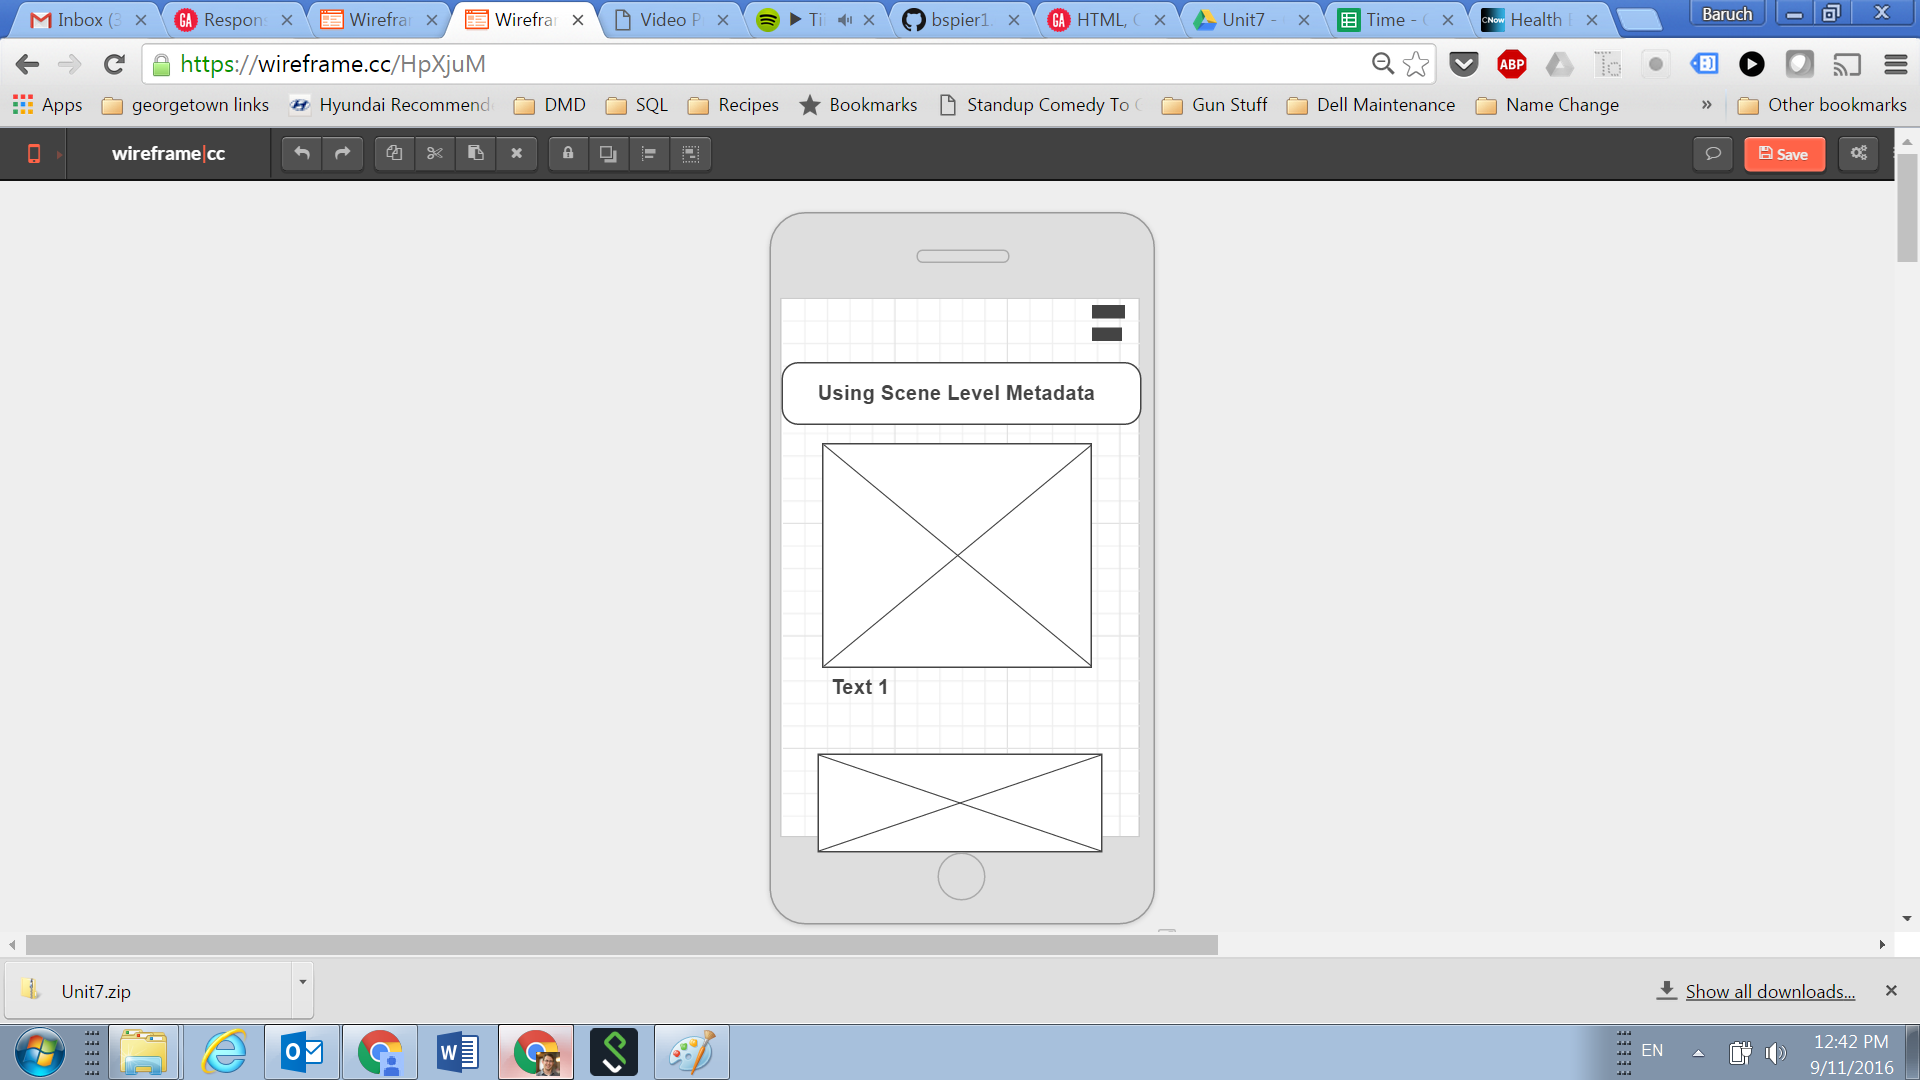 Inbox (3
Respon
Wirefra
Wirefra
Video P
Ti
bspier1
HTML, C
Unit7 -
Time -
CNow Health
Baruch
https://wireframe.cc/HpXjuM
ABP
Apps
georgetown links
Hyundai Recommend
DMD
SQL
Recipes
Bookmarks
Standup Comedy To
Gun Stuff
Dell Maintenance
Name Change
»
Other bookmarks
wireframe|cc
Save
Using Scene Level Metadata
Text 1
Unit7.zip
Show all downloads...
EN
12:42 PM
9/11/2016